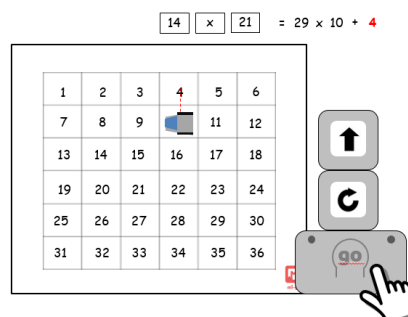 14 x 21 = 29 x 10 + 4
1 2 3 4 5 6
7 8 9 11 12
13 14 15 16 17 18
19 20 21 22 23 24
25 26 27 28 29 30
31 32 33 34 35 36
go